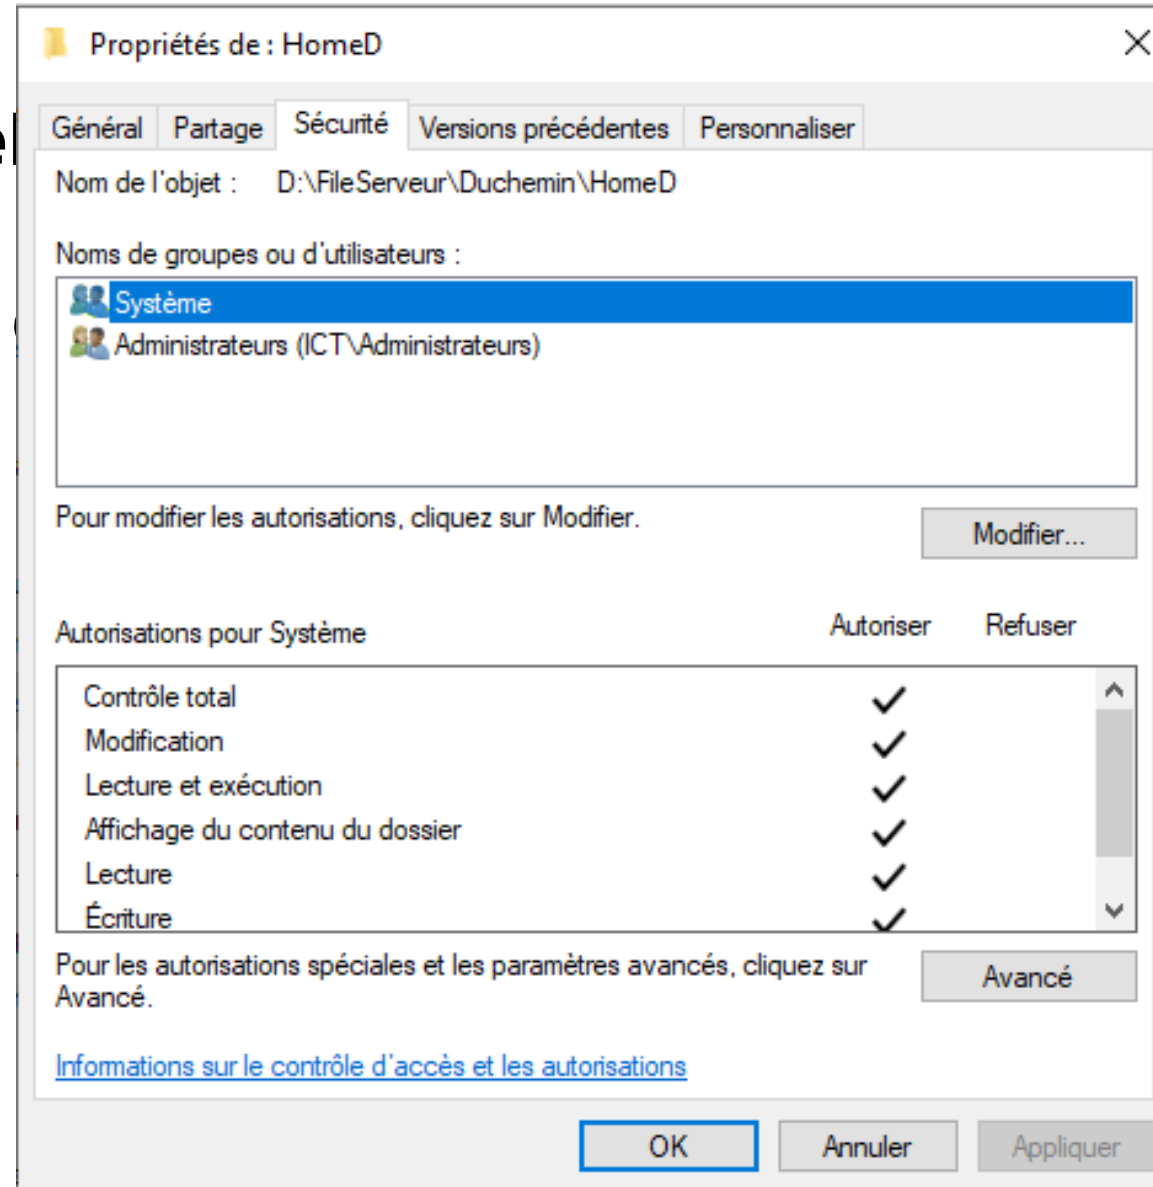 Propriétés de : HomeD
Général Partage Sécurité Versions précédentes Personnaliser
Nom de l'objet : D:\FileServeur\Duchemin\HomeD
Noms de groupes ou d'utilisateurs :
Système
Administrateurs (ICT\Administrateurs)
Pour modifier les autorisations, cliquez sur Modifier.
Modifier...
Autorisations pour Système Autoriser Refuser
Contrôle total
Modification
Lecture et exécution
Affichage du contenu du dossier
Lecture
Écriture
Pour les autorisations spéciales et les paramètres avancés, cliquez sur
Avancé.
Avancé
Informations sur le contrôle d'accès et les autorisations
OK Annuler Appliquer